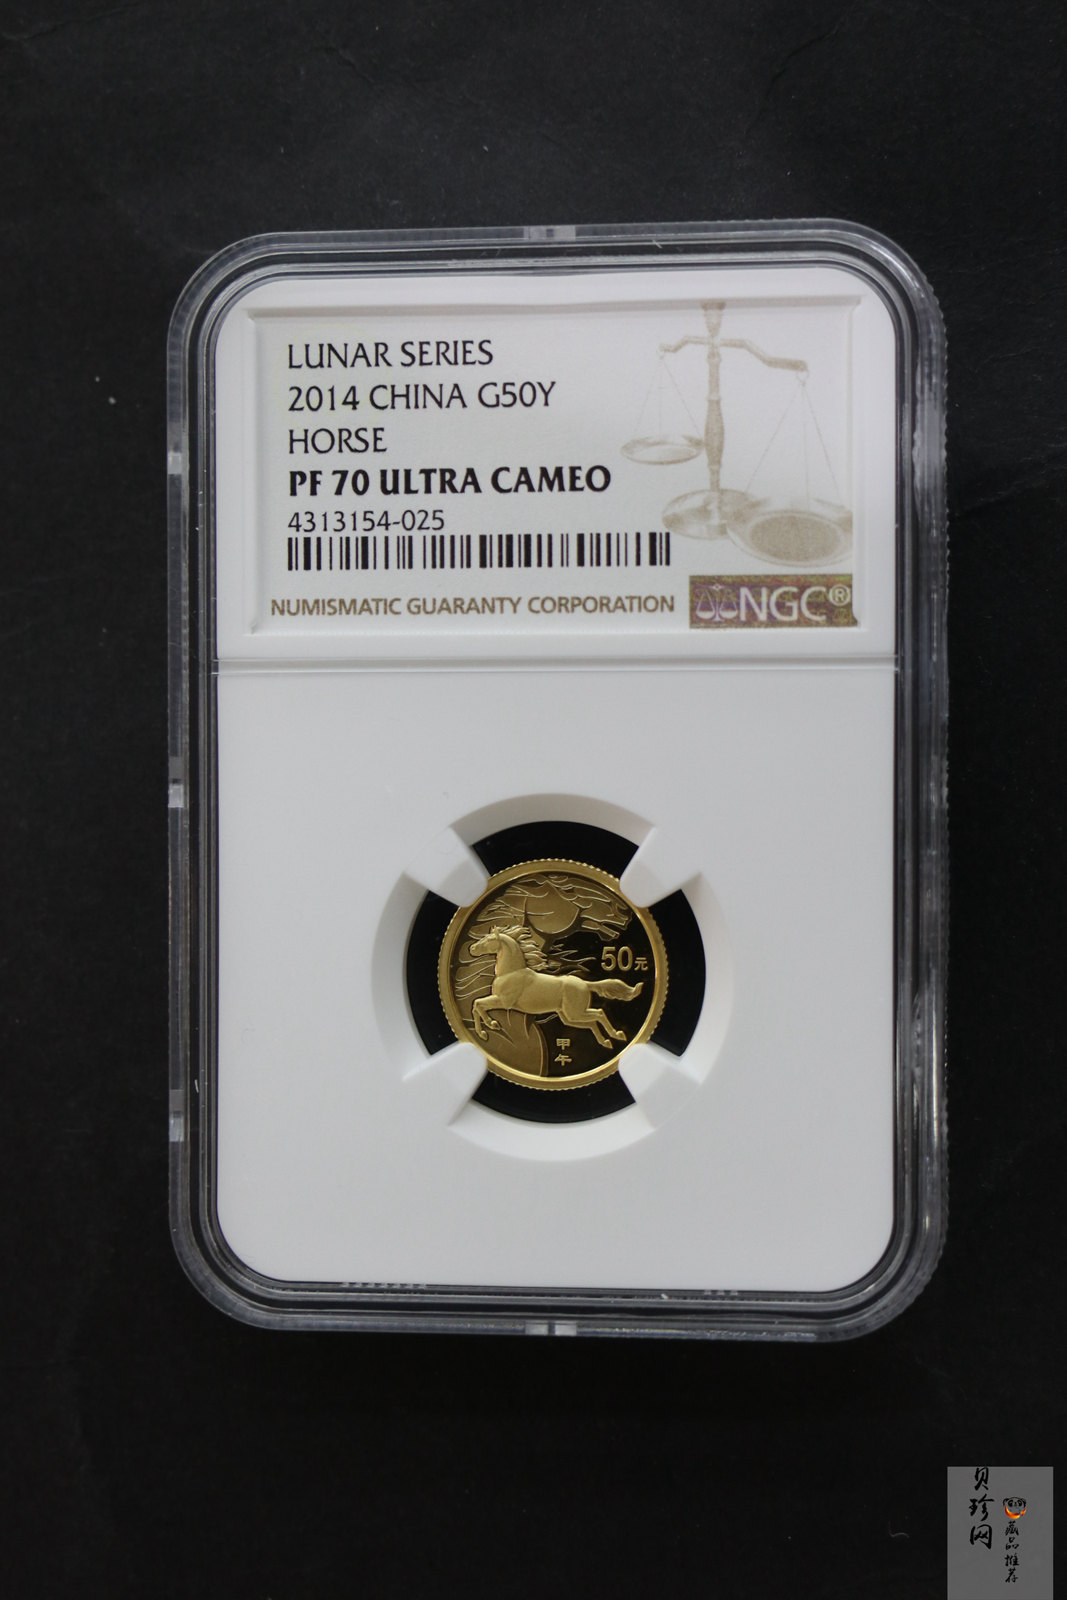 LUNAR SERIES
2014 CHINA G50Y
HORSE
PF 70 ULTRA CAMEO
4313154-025
NUMISMATIC GUARANTY CORPORATION
NGC®
50元
甲
午
贝珍网
藏品推荐